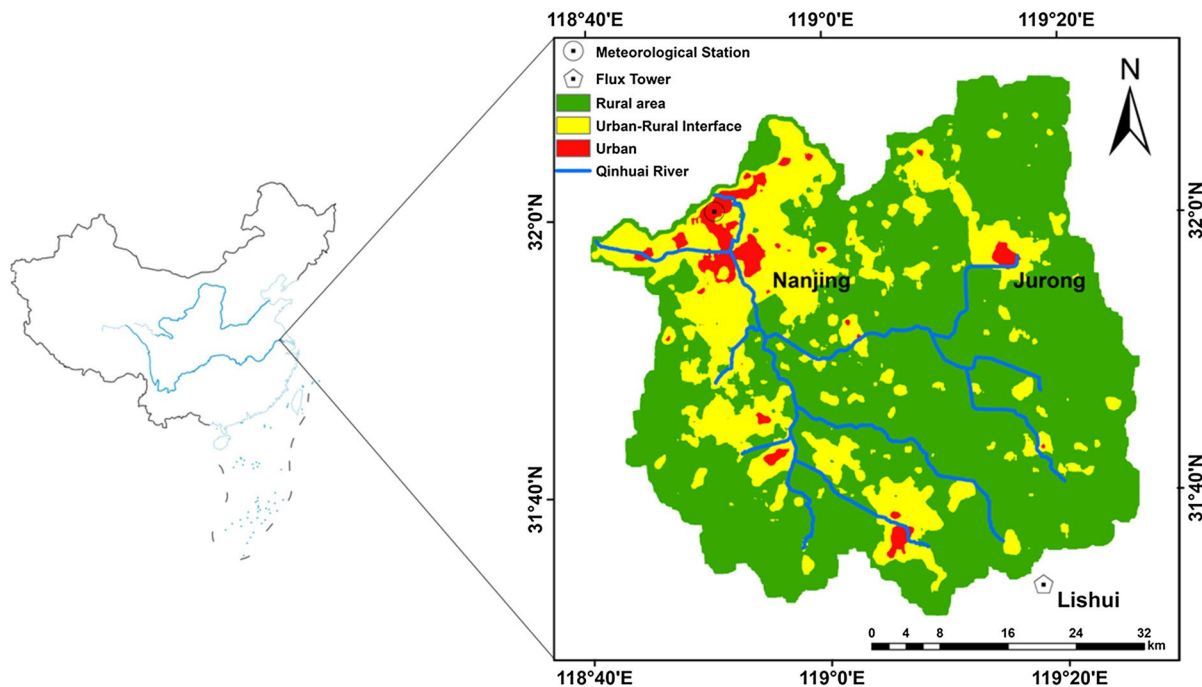 118°40'E
119°0'E
119°20'E
Meteorological Station
Flux Tower
Rural area
Urban-Rural Interface
Urban
Qinhuai River
N
32°0'N
32°0'N
Nanjing
Jurong
31°40'N
31°40'N
Lishui
0 4 8 16 24 32
km
118°40'E
119°0'E
119°20'E